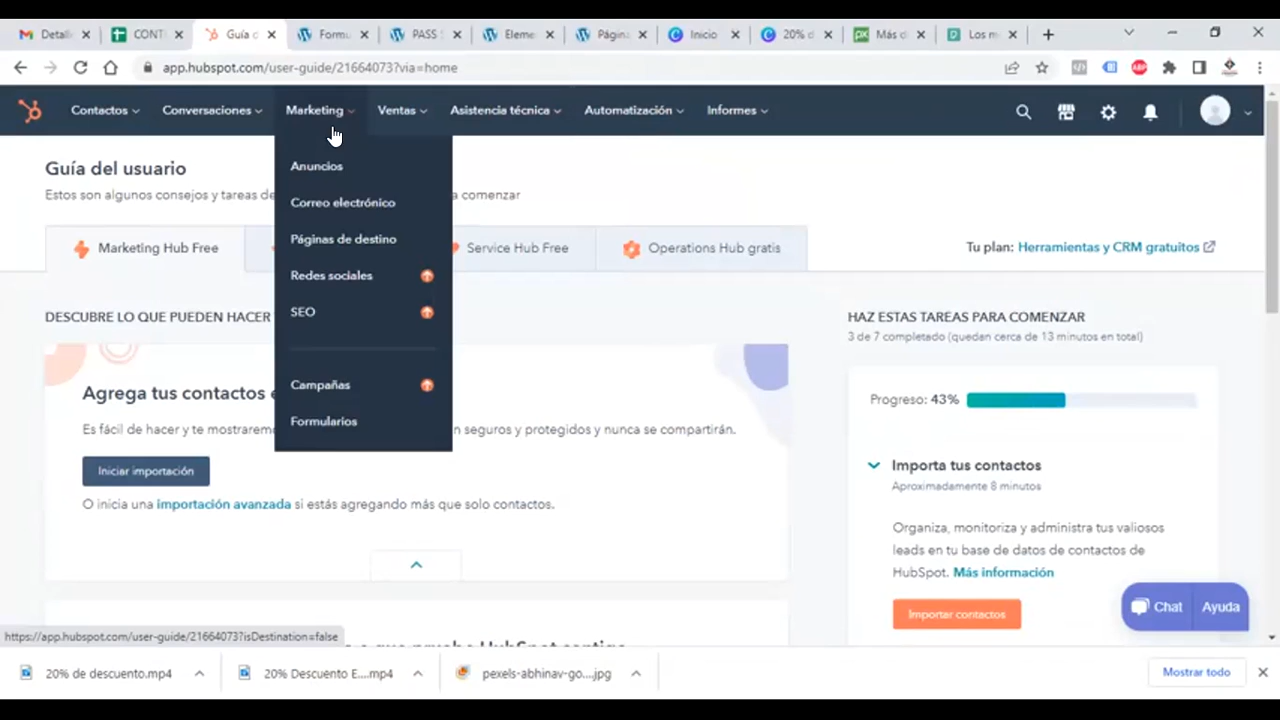 Detall
CONT
Guía d
Formu
PASS S
Eleme
Página
Inicio
20% d
Más d
Los m
app.hubspot.com/user-guide/21664073?via=home
Contactos
Conversaciones
Marketing
Ventas
Asistencia técnica
Automatización
Informes
Anuncios
Correo electrónico
Páginas de destino
Redes sociales
SEO
Campañas
Formularios
Guía del usuario
Estos son algunos consejos y tareas de a comenzar
Marketing Hub Free
Service Hub Free
Operations Hub gratis
Tu plan: Herramientas y CRM gratuitos
DESCUBRE LO QUE PUEDEN HACER
Agrega tus contactos
Es fácil de hacer y te mostrarem n seguros y protegidos y nunca se compartirán.
Iniciar importación
O inicia una importación avanzada si estás agregando más que solo contactos.
a que pruebe HubSpot contigo
HAZ ESTAS TAREAS PARA COMENZAR
3 de 7 completado (quedan cerca de 13 minutos en total)
Progreso: 43%
Importa tus contactos
Aproximadamente 8 minutos
Organiza, monitoriza y administra tus valiosos
leads en tu base de datos de contactos de
HubSpot. Más información
Importar contactos
Chat
Ayuda
https://app.hubspot.com/user-guide/21664073?isDestination=false
20% de descuento.mp4
20% Descuento E....mp4
pexels-abhinav-go....jpg
Mostrar todo